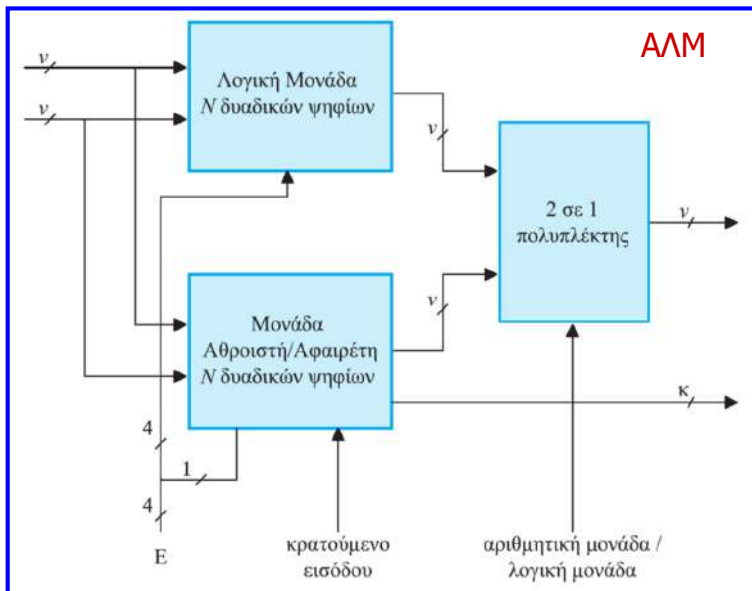 ΑΛΜ
ν
ν
Λογική Μονάδα
N δυαδικών ψηφίων
ν
2 σε 1
πολυπλέκτης
ν
Μονάδα
Αθροιστή/Αφαιρέτη
N δυαδικών ψηφίων
ν
κ
4
1
4
Ε
κρατούμενο
εισόδου
αριθμητική μονάδα /
λογική μονάδα